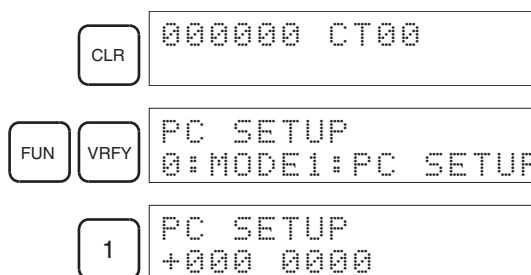 CLR
000000 CT00
FUN VRFY
PC SETUP
0:MODE1:PC SETUP
1
PC SETUP
+000 0000